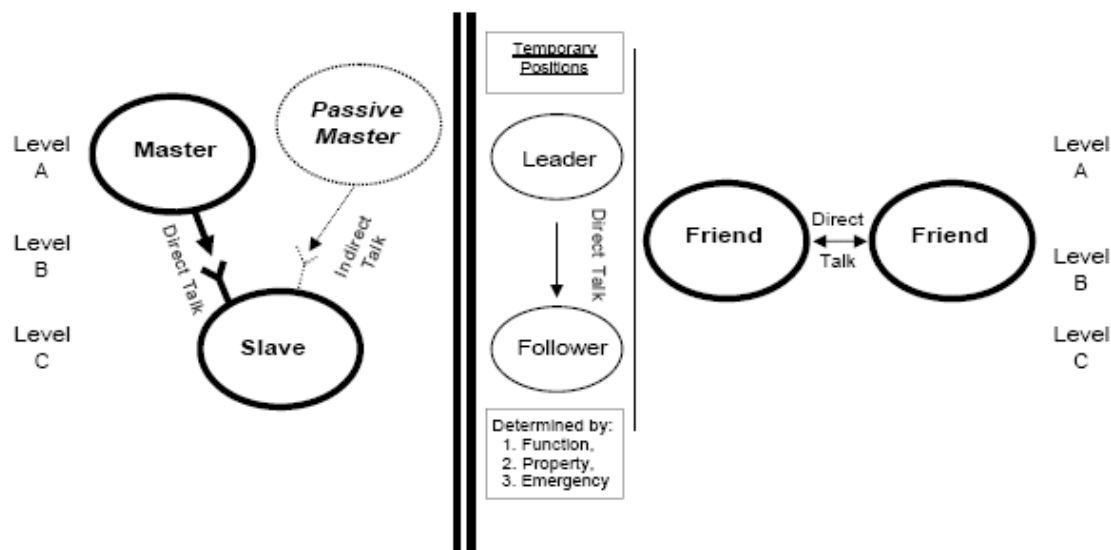 Level
A
Level
B
Level
C
Master
Passive
Master
Direct Talk
Indirect
Talk
Slave
Temporary
Positions
Leader
Direct Talk
Follower
Determined by:
1. Function,
2. Property,
3. Emergency
Friend
Direct
Talk
Friend
Level
A
Level
B
Level
C